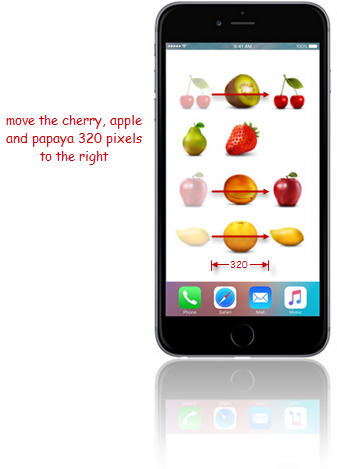 9:41 AM
100%
move the cherry, apple
and papaya 320 pixels
to the right
320
Phone
Safari
Mail
Music